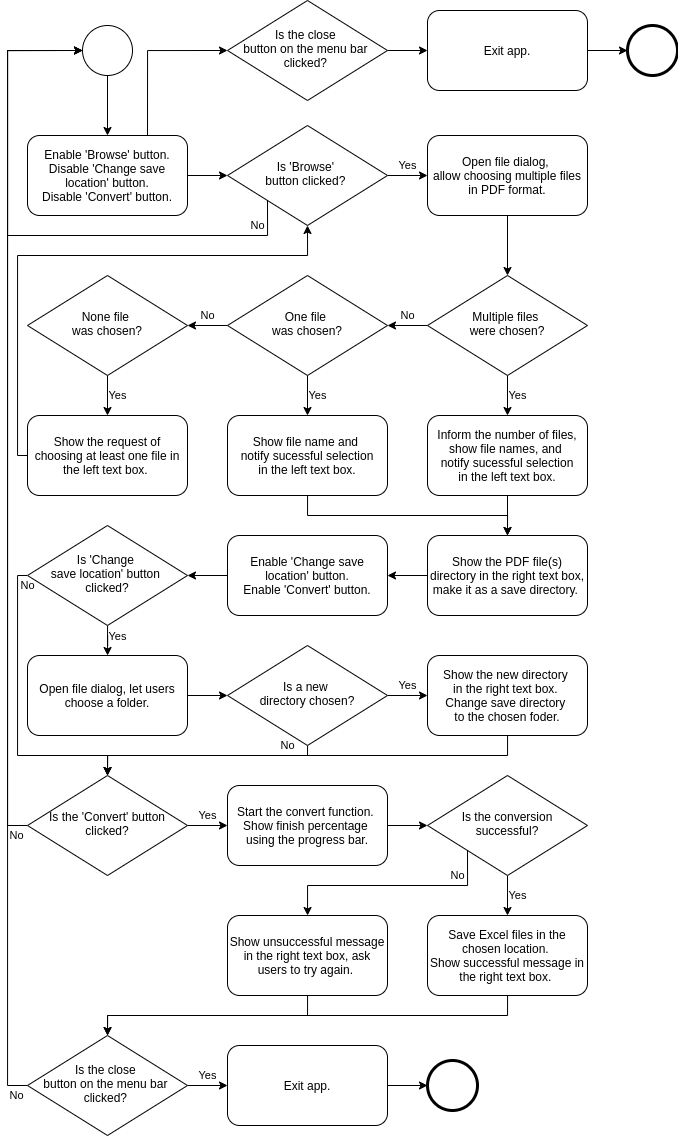 Is the close
button on the menu bar
clicked?
Exit app.
Enable 'Browse' button.
Disable 'Change save
location' button.
Disable 'Convert' button.
Is 'Browse'
button clicked?
Yes
Open file dialog,
allow choosing multiple files
in PDF format.
No
None file
was chosen?
No
One file
was chosen?
No
Multiple files
were chosen?
Yes
Yes
Yes
Show the request of
choosing at least one file in
the left text box.
Show file name and
notify sucessful selection
in the left text box.
Inform the number of files,
show file names, and
notify sucessful selection
in the left text box.
Is 'Change
save location' button
clicked?
No
Enable 'Change save
location' button.
Enable 'Convert' button.
Show the PDF file(s)
directory in the right text box,
make it as a save directory.
Yes
Open file dialog, let users
choose a folder.
Is a new
directory chosen?
Yes
Show the new directory
in the right text box.
Change save directory
to the chosen foder.
No
Is the 'Convert' button
clicked?
No
Yes
Start the convert function.
Show finish percentage
using the progress bar.
Is the conversion
successful?
No
Yes
Show unsuccessful message
in the right text box, ask
users to try again.
Save Excel files in the
chosen location.
Show successful message in
the right text box.
Is the close
button on the menu bar
clicked?
No
Yes
Exit app.